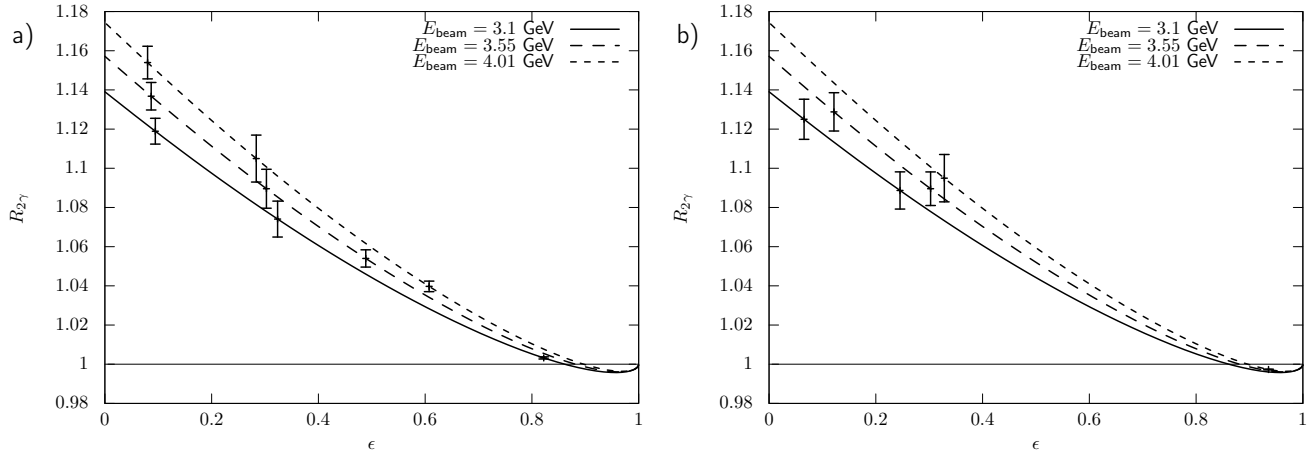 a)
E_beam = 3.1 GeV
E_beam = 3.55 GeV
E_beam = 4.01 GeV
1.18
1.16
1.14
1.12
1.1
1.08
1.06
1.04
1.02
1
0.98
R_2γ
0 0.2 0.4 0.6 0.8 1
ϵ
b)
E_beam = 3.1 GeV
E_beam = 3.55 GeV
E_beam = 4.01 GeV
1.18
1.16
1.14
1.12
1.1
1.08
1.06
1.04
1.02
1
0.98
R_2γ
0 0.2 0.4 0.6 0.8 1
ϵ